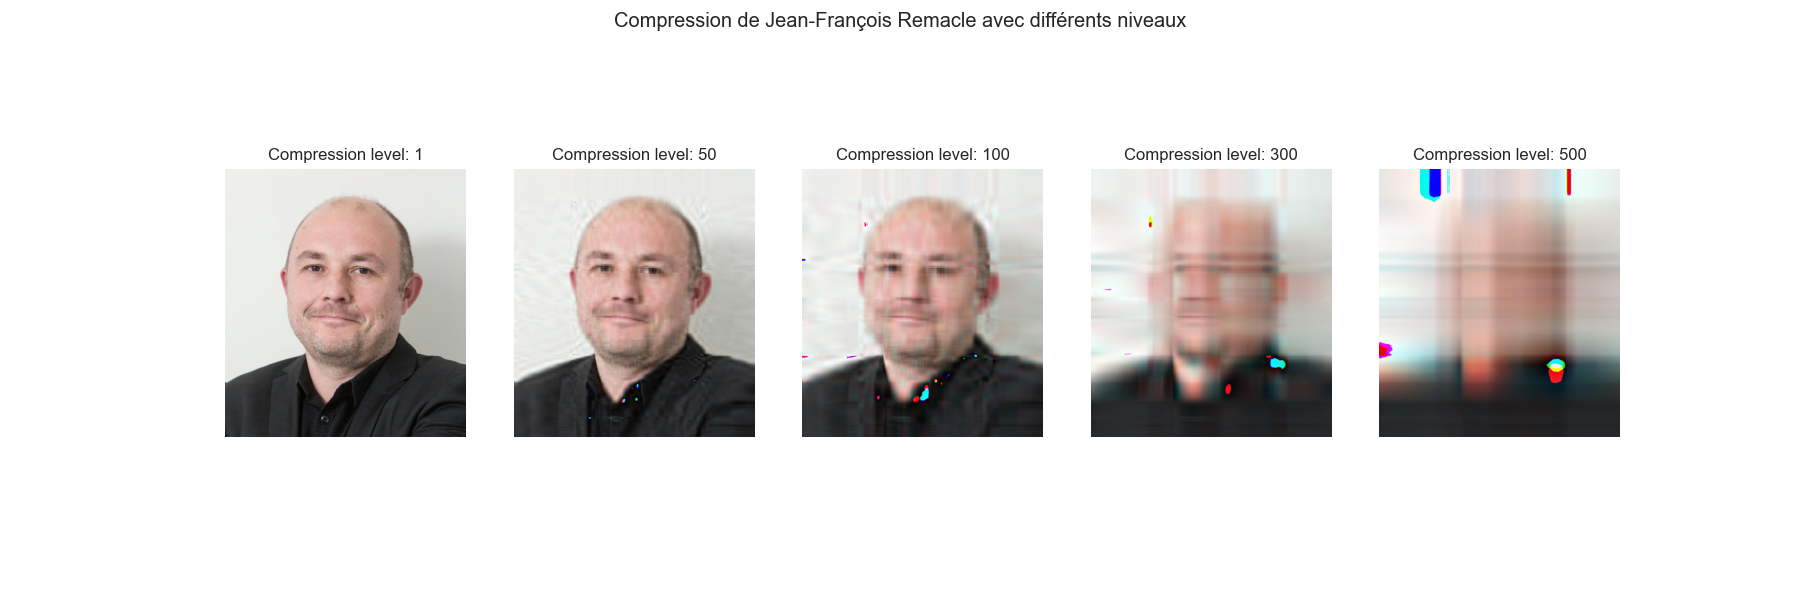 Compression de Jean-François Remacle avec différents niveaux
Compression level: 1
Compression level: 50
Compression level: 100
Compression level: 300
Compression level: 500